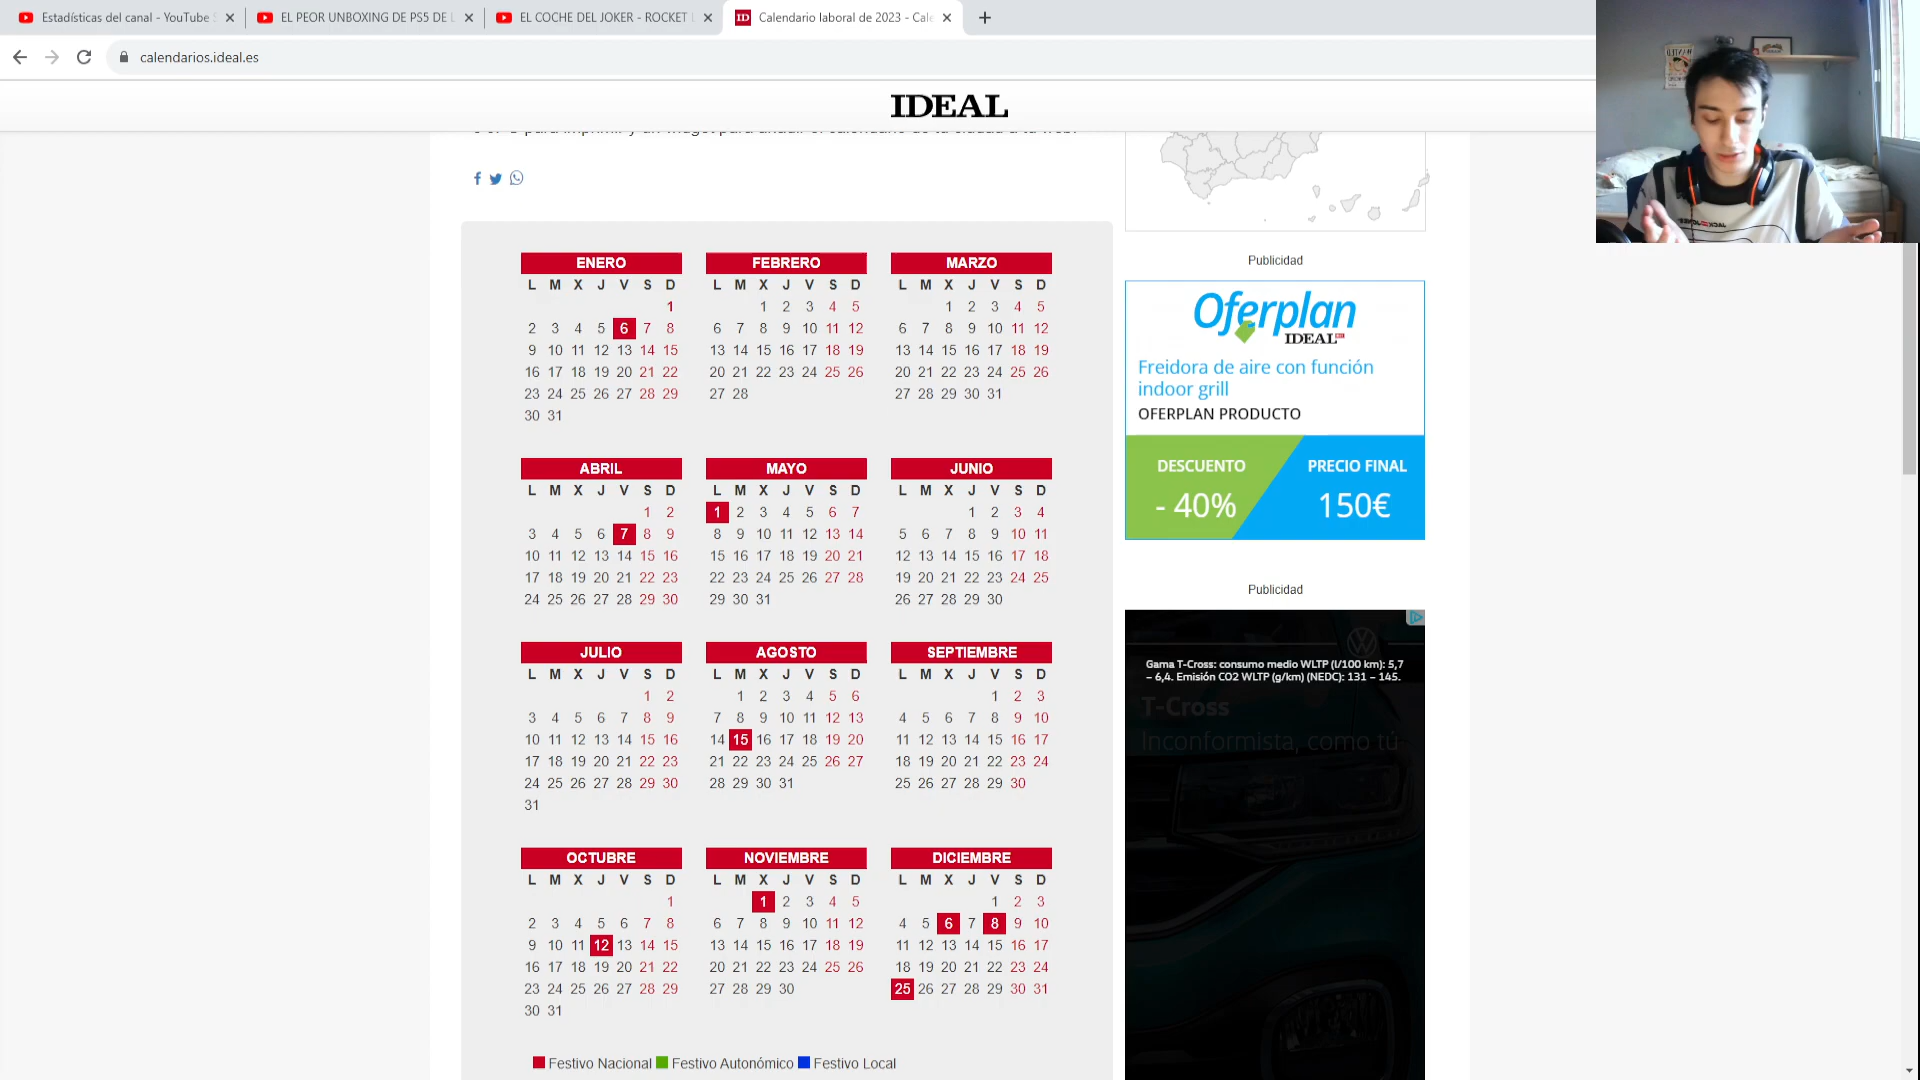 Estadísticas del canal - YouTube
EL PEOR UNBOXING DE PS5 DE
EL COCHE DEL JOKER - ROCKET
ID Calendario laboral de 2023 -
calendarios.ideal.es
IDEAL
Publicidad
Oferplan
IDEAL
Freidora de aire con función
indoor grill
OFERPLAN PRODUCTO
DESCUENTO PRECIO FINAL
- 40% 150€
Publicidad
Gama T-Cross: consumo medio WLTP (l/100 km): 5,7
– 6,4. Emisión CO2 WLTP (g/km) (NEDC): 131 – 145.
T-Cross
Inconformista, como tú
ENERO FEBRERO MARZO
L M X J V S D L M X J V S D L M X J V S D
1 1 2 3 4 5 1 2 3 4 5
2 3 4 5 6 7 8 6 7 8 9 10 11 12 6 7 8 9 10 11 12
9 10 11 12 13 14 15 13 14 15 16 17 18 19 13 14 15 16 17 18 19
16 17 18 19 20 21 22 20 21 22 23 24 25 26 20 21 22 23 24 25 26
23 24 25 26 27 28 29 27 28 27 28 29 30 31
30 31
ABRIL MAYO JUNIO
L M X J V S D L M X J V S D L M X J V S D
1 2 1 2 3 4 5 6 7 1 2 3 4
3 4 5 6 7 8 9 8 9 10 11 12 13 14 5 6 7 8 9 10 11
10 11 12 13 14 15 16 15 16 17 18 19 20 21 12 13 14 15 16 17 18
17 18 19 20 21 22 23 22 23 24 25 26 27 28 19 20 21 22 23 24 25
24 25 26 27 28 29 30 29 30 31 26 27 28 29 30
JULIO AGOSTO SEPTIEMBRE
L M X J V S D L M X J V S D L M X J V S D
1 2 1 2 3 4 5 6 1 2 3
3 4 5 6 7 8 9 7 8 9 10 11 12 13 4 5 6 7 8 9 10
10 11 12 13 14 15 16 14 15 16 17 18 19 20 11 12 13 14 15 16 17
17 18 19 20 21 22 23 21 22 23 24 25 26 27 18 19 20 21 22 23 24
24 25 26 27 28 29 30 28 29 30 31 25 26 27 28 29 30
31
OCTUBRE NOVIEMBRE DICIEMBRE
L M X J V S D L M X J V S D L M X J V S D
1 1 2 3 4 5 1 2 3
2 3 4 5 6 7 8 6 7 8 9 10 11 12 4 5 6 7 8 9 10
9 10 11 12 13 14 15 13 14 15 16 17 18 19 11 12 13 14 15 16 17
16 17 18 19 20 21 22 20 21 22 23 24 25 26 18 19 20 21 22 23 24
23 24 25 26 27 28 29 27 28 29 30 25 26 27 28 29 30 31
30 31
Festivo Nacional Festivo Autonómico Festivo Local